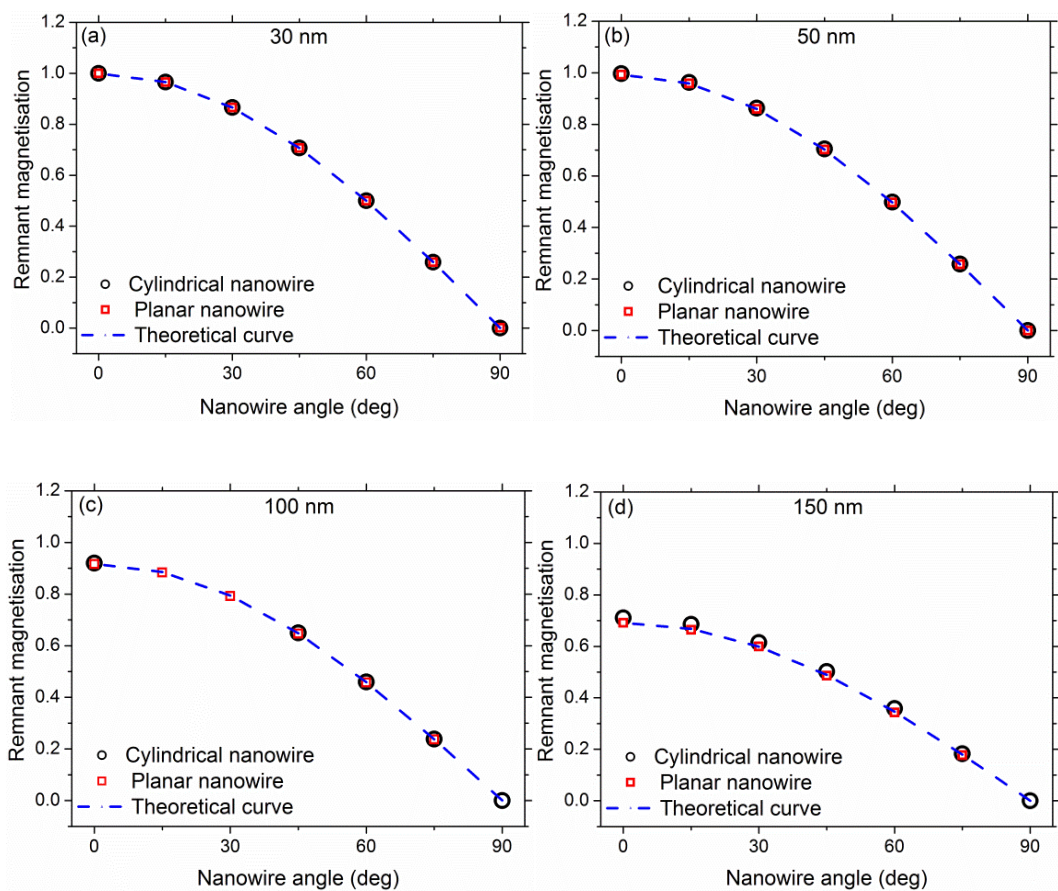 (a)
30 nm
1.2
1.0
0.8
0.6
0.4
0.2
0.0
Remnant magnetisation
Cylindrical nanowire
Planar nanowire
Theoretical curve
0
30
60
90
Nanowire angle (deg)
(b)
50 nm
1.2
1.0
0.8
0.6
0.4
0.2
0.0
Remnant magnetisation
Cylindrical nanowire
Planar nanowire
Theoretical curve
0
30
60
90
Nanowire angle (deg)
(c)
100 nm
1.2
1.0
0.8
0.6
0.4
0.2
0.0
Remnant magnetisation
Cylindrical nanowire
Planar nanowire
Theoretical curve
0
30
60
90
Nanowire angle (deg)
(d)
150 nm
1.2
1.0
0.8
0.6
0.4
0.2
0.0
Remnant magnetisation
Cylindrical nanowire
Planar nanowire
Theoretical curve
0
30
60
90
Nanowire angle (deg)